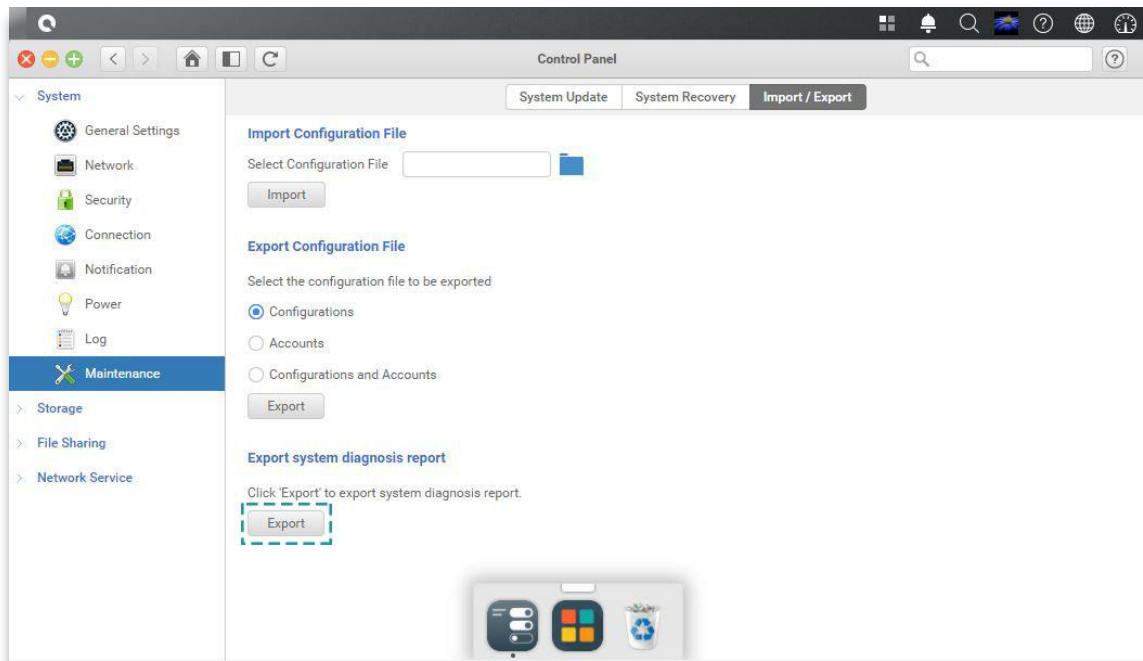 Control Panel
System
General Settings
Network
Security
Connection
Notification
Power
Log
Maintenance
Storage
File Sharing
Network Service
System Update
System Recovery
Import / Export
Import Configuration File
Select Configuration File
Import
Export Configuration File
Select the configuration file to be exported
Configurations
Accounts
Configurations and Accounts
Export
Export system diagnosis report
Click 'Export' to export system diagnosis report.
Export